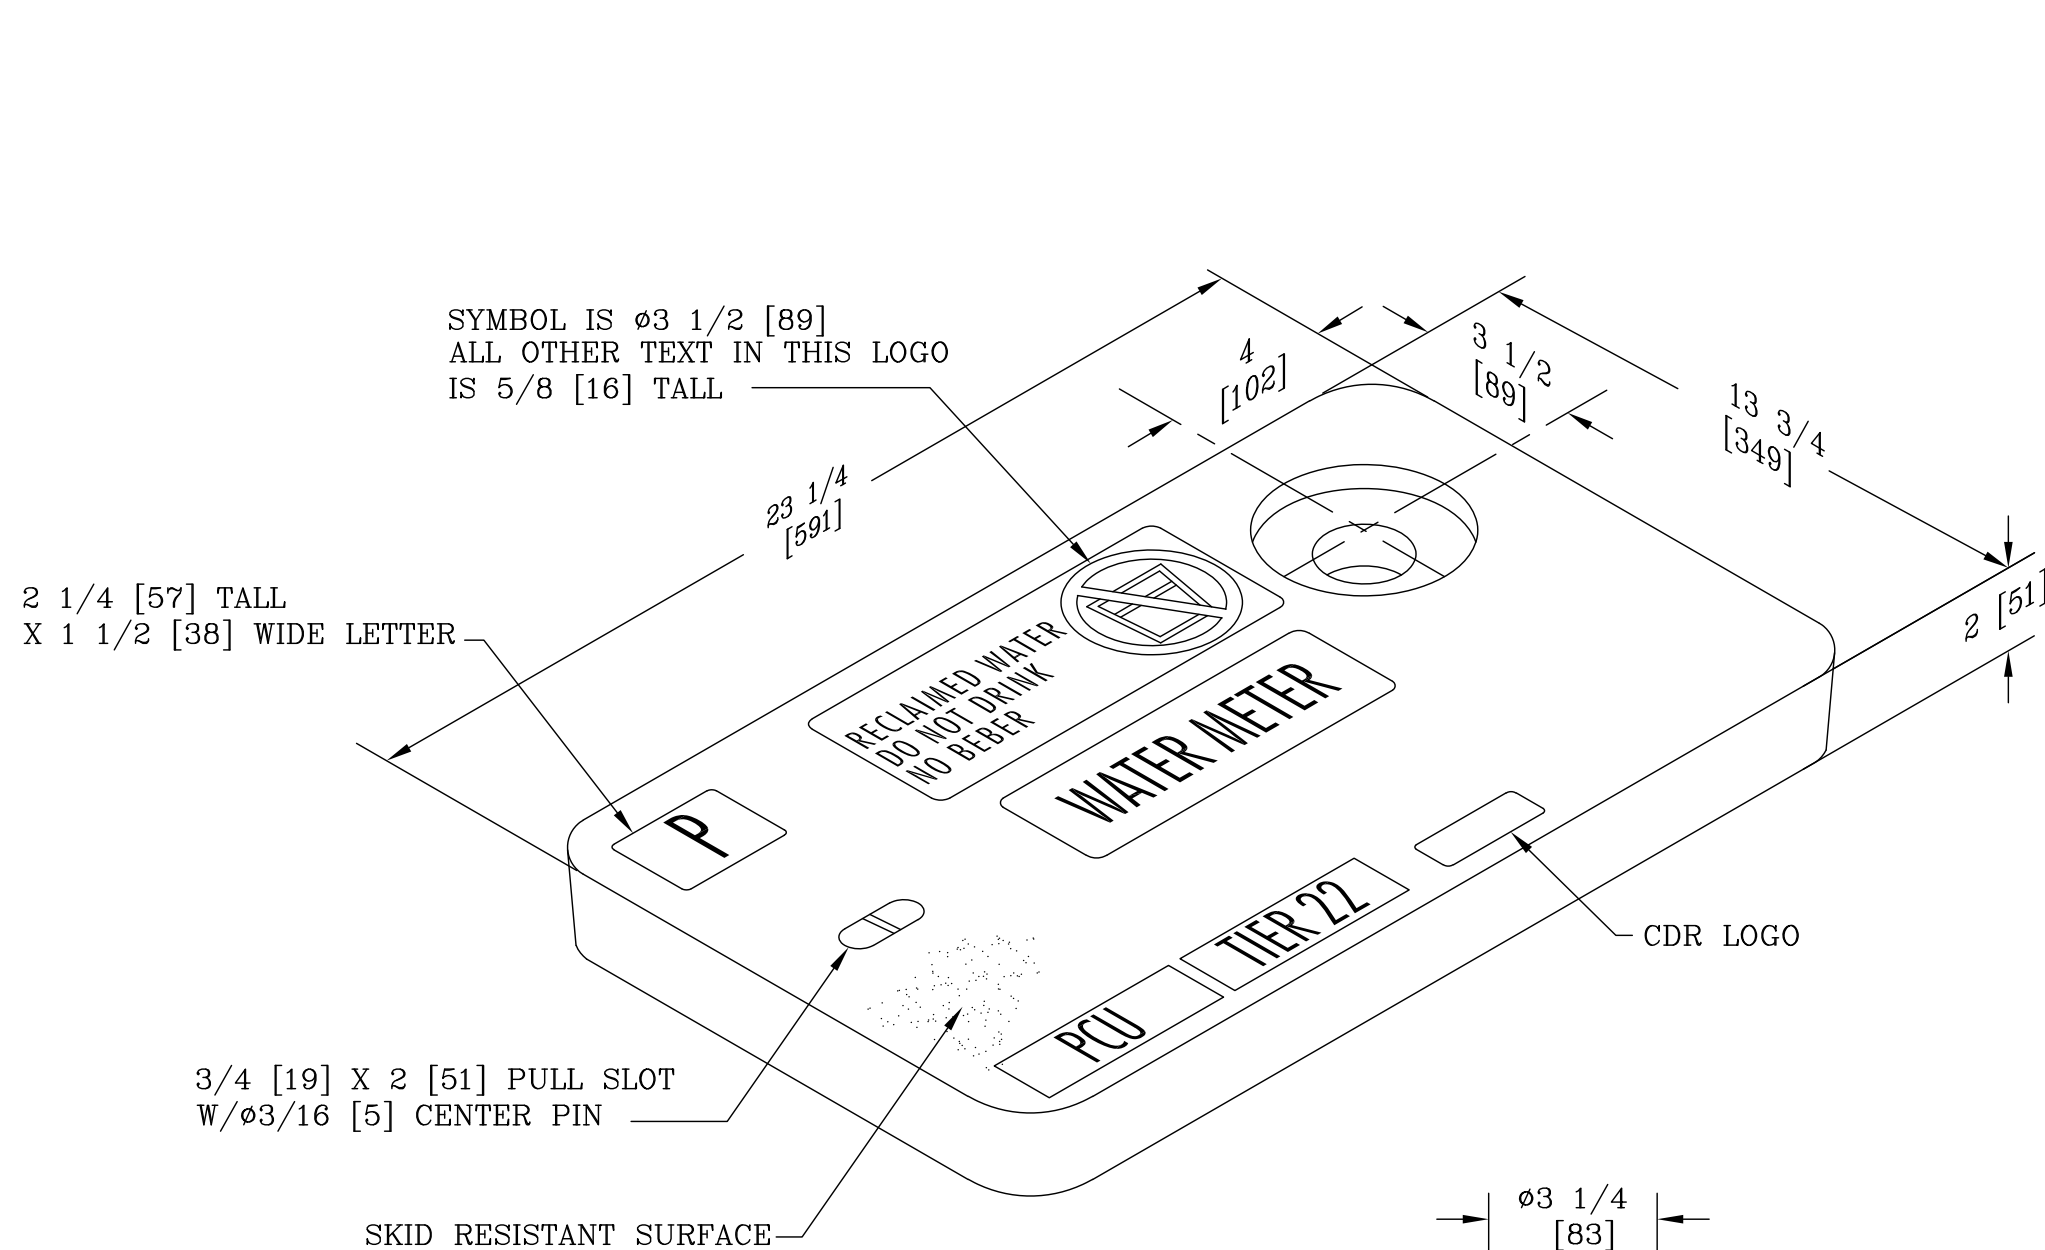 SYMBOL IS ø3 1/2 [89]
ALL OTHER TEXT IN THIS LOGO
IS 5/8 [16] TALL
4
[102]
3 1/2
[89]
13 3/4
[349]
23 1/4
[591]
2 [51]
2 1/4 [57] TALL
X 1 1/2 [38] WIDE LETTER
RECLAIMED WATER
DO NOT DRINK
NO BEBER
WATER METER
P
TIER 22
PCU
CDR LOGO
3/4 [19] X 2 [51] PULL SLOT
W/ø3/16 [5] CENTER PIN
SKID RESISTANT SURFACE
ø3 1/4
[83]